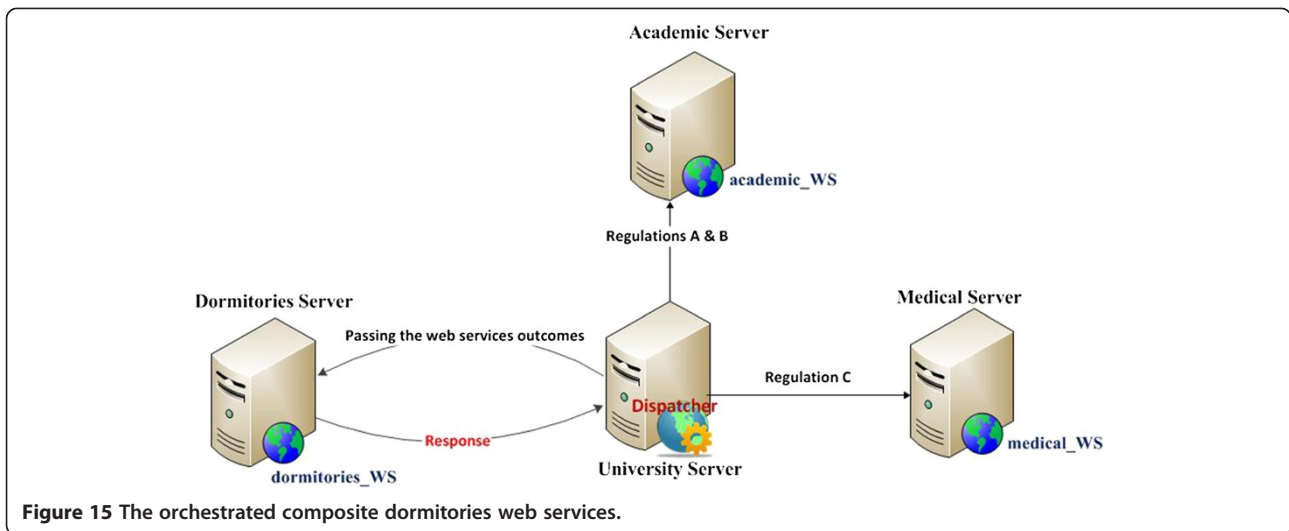 Academic Server
academic_WS
Regulations A & B
Dormitories Server
Medical Server
Passing the web services outcomes
Regulation C
Dispatcher
Response
medical_WS
University Server
dormitories_WS
Figure 15 The orchestrated composite dormitories web services.